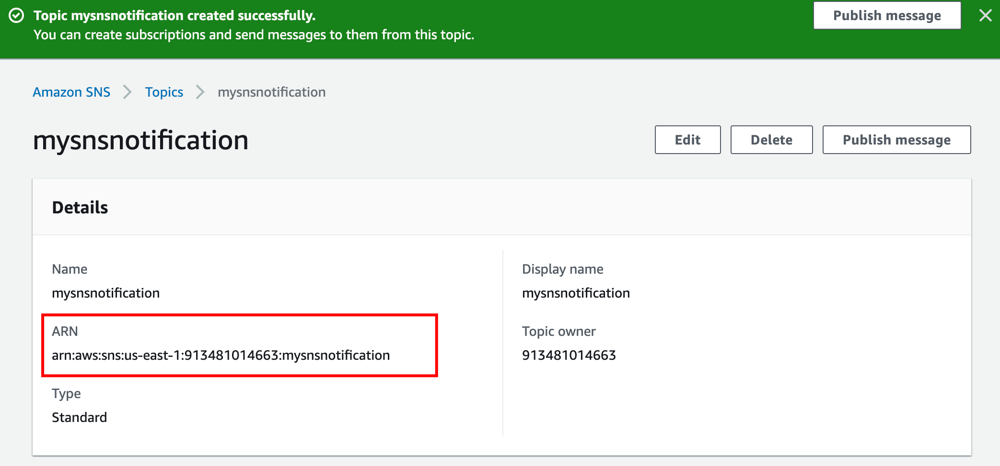 Topic mysnsnotification created successfully.
You can create subscriptions and send messages to them from this topic.
Publish message
Amazon SNS > Topics > mysnsnotification
mysnsnotification
Edit
Delete
Publish message
Details
Name
mysnsnotification
ARN
arn:aws:sns:us-east-1:913481014663:mysnsnotification
Type
Standard
Display name
mysnsnotification
Topic owner
913481014663